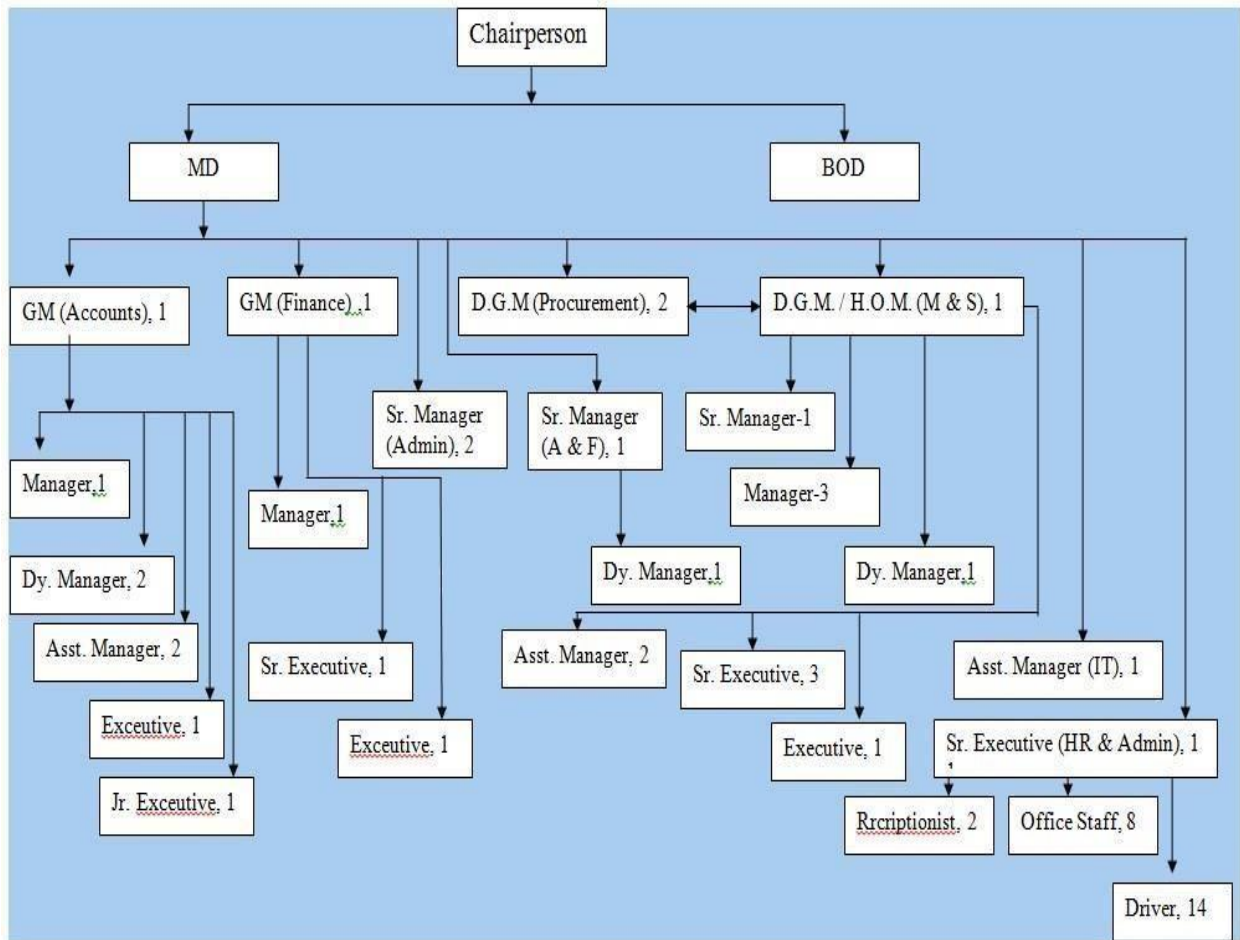 Chairperson
MD
BOD
GM (Accounts), 1
GM (Finance) ,1
D.G.M (Procurement), 2
D.G.M. / H.O.M. (M & S), 1
Sr. Manager
(Admin), 2
Sr. Manager
(A & F), 1
Sr. Manager-1
Manager,1
Manager,1
Manager-3
Dy. Manager, 2
Dy. Manager,1
Dy. Manager,1
Asst. Manager, 2
Sr. Executive, 1
Asst. Manager, 2
Sr. Executive, 3
Asst. Manager (IT), 1
Exceutive, 1
Exceutive, 1
Executive, 1
Sr. Executive (HR & Admin), 1
Jr. Exceutive, 1
Rrcriptionist, 2
Office Staff, 8
Driver, 14